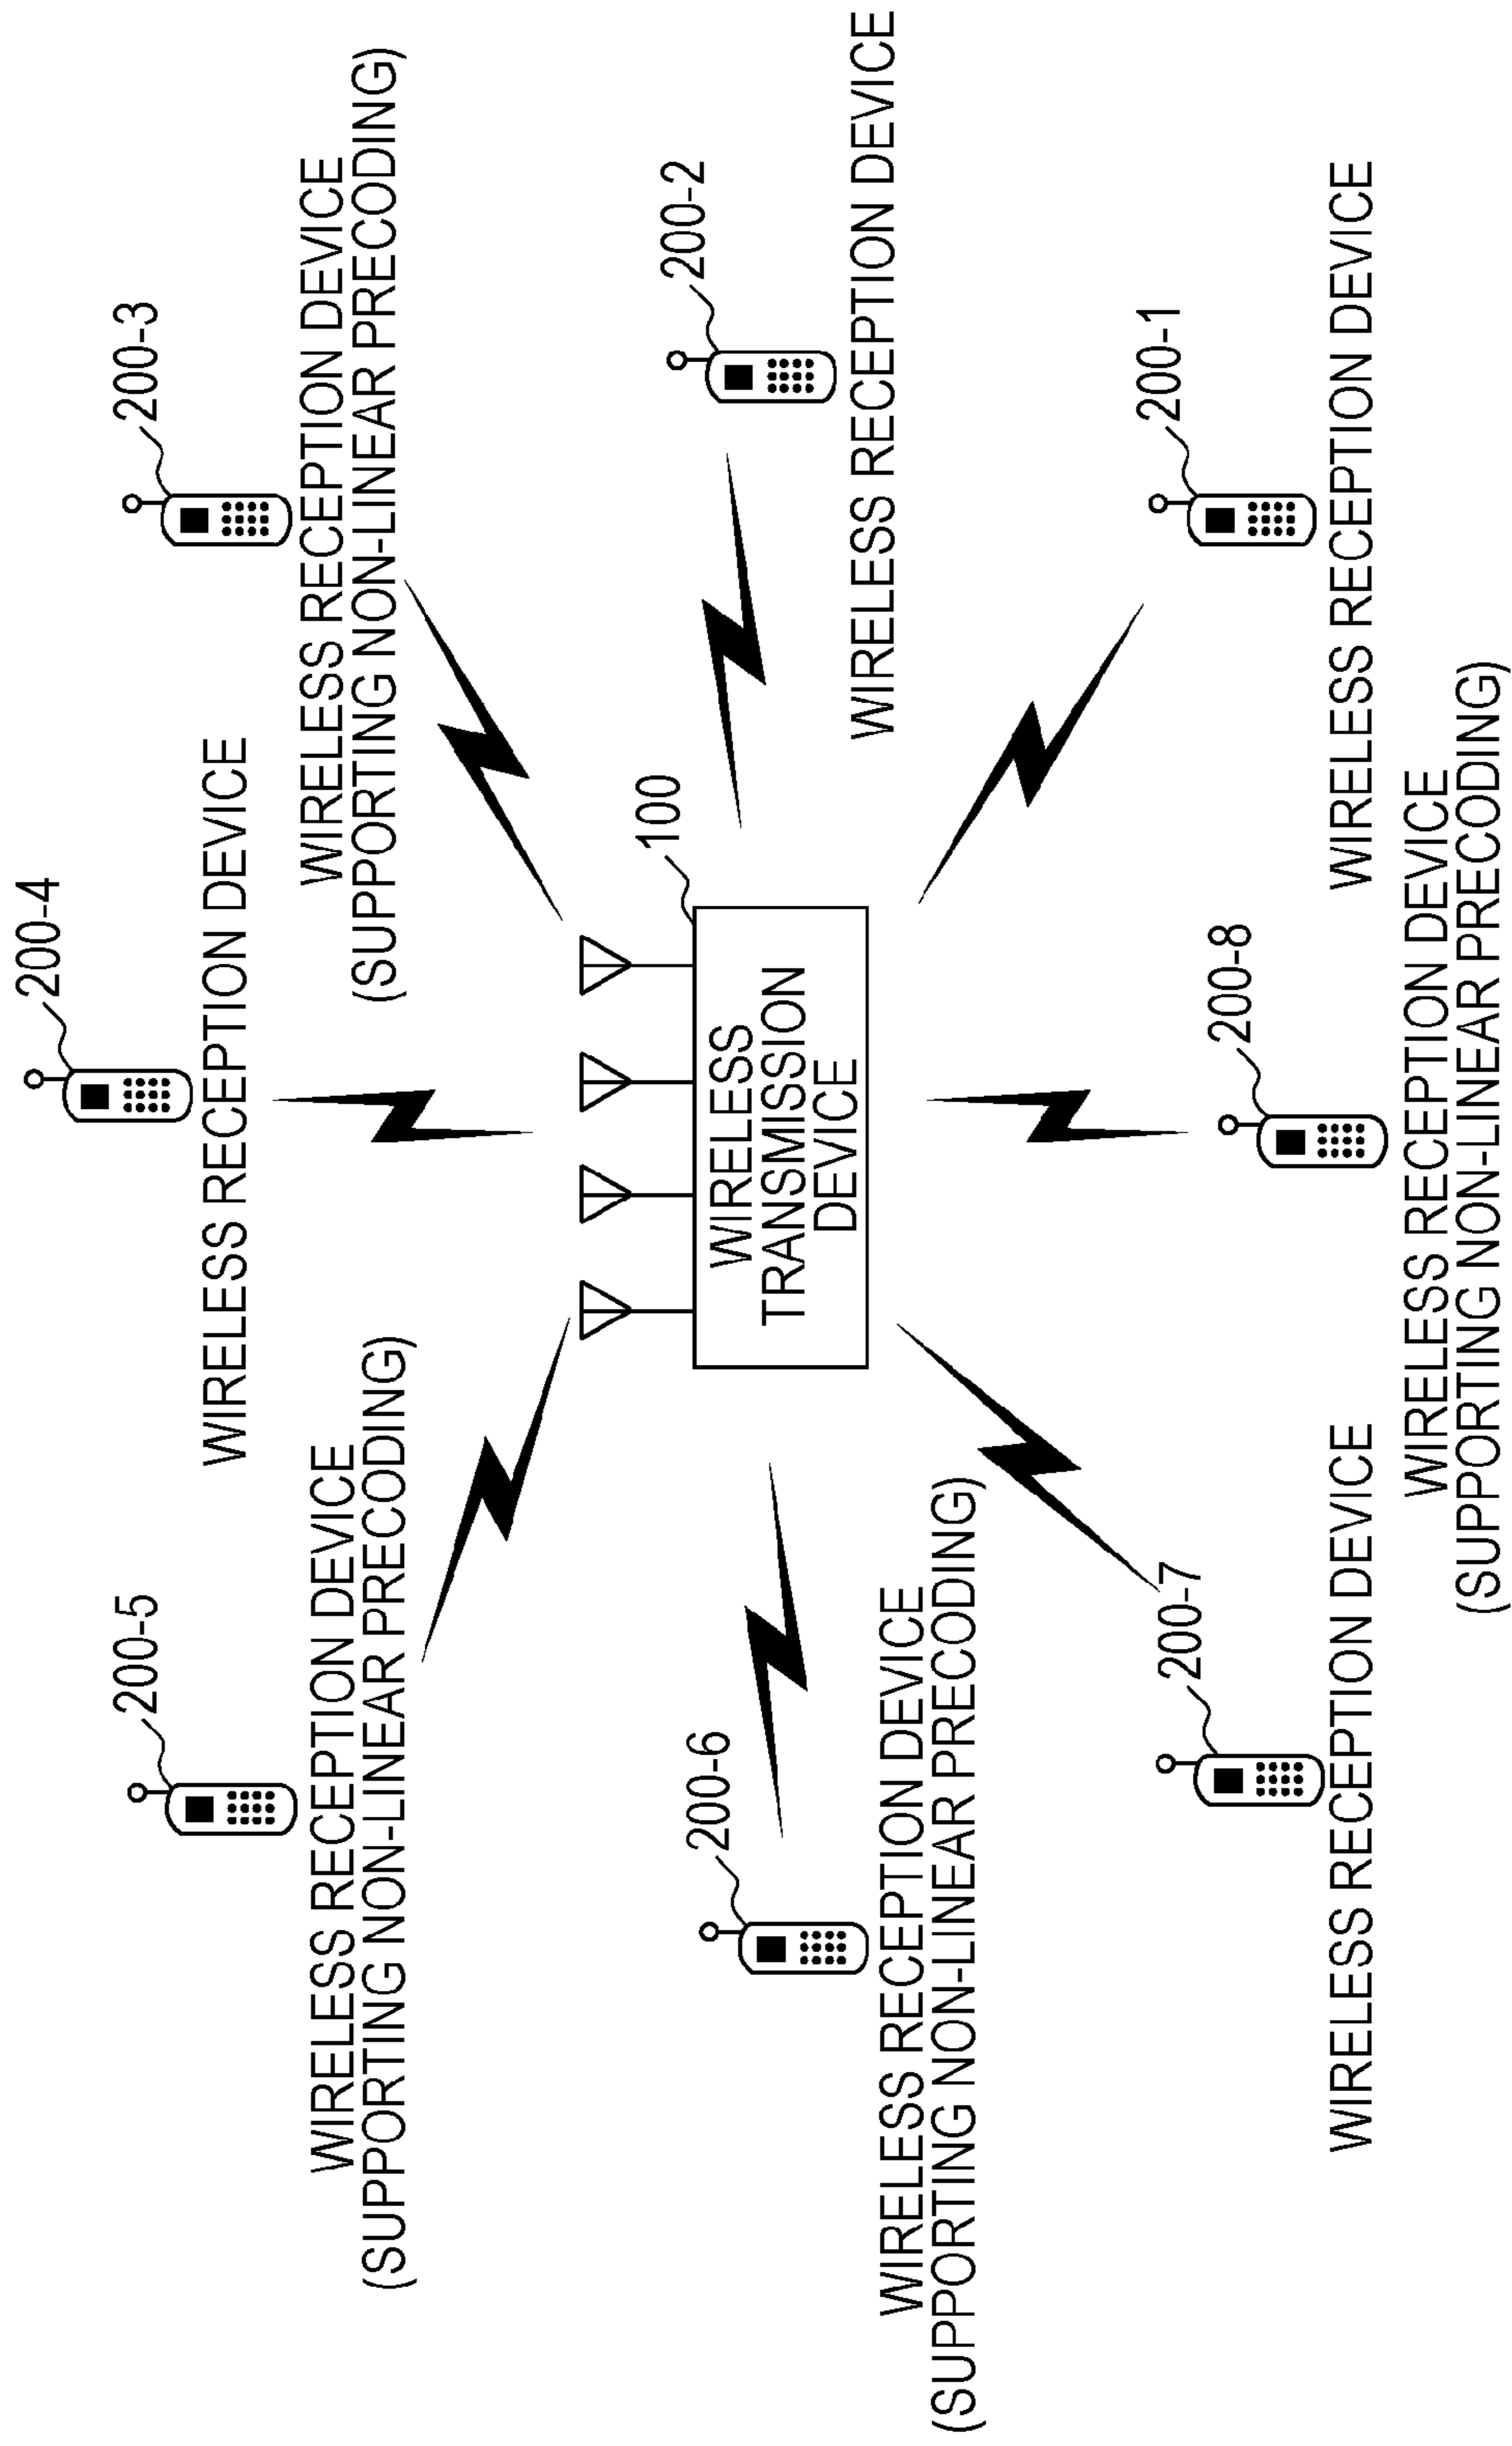 200-4
WIRELESS RECEPTION DEVICE
200-5
WIRELESS RECEPTION DEVICE
(SUPPORTING NON-LINEAR PRECODING)
200-3
WIRELESS RECEPTION DEVICE
(SUPPORTING NON-LINEAR PRECODING)
200-6
WIRELESS RECEPTION DEVICE
(SUPPORTING NON-LINEAR PRECODING)
100
WIRELESS
TRANSMISSION
DEVICE
200-2
WIRELESS RECEPTION DEVICE
200-7
WIRELESS RECEPTION DEVICE
200-8
WIRELESS RECEPTION DEVICE
(SUPPORTING NON-LINEAR PRECODING)
200-1
WIRELESS RECEPTION DEVICE